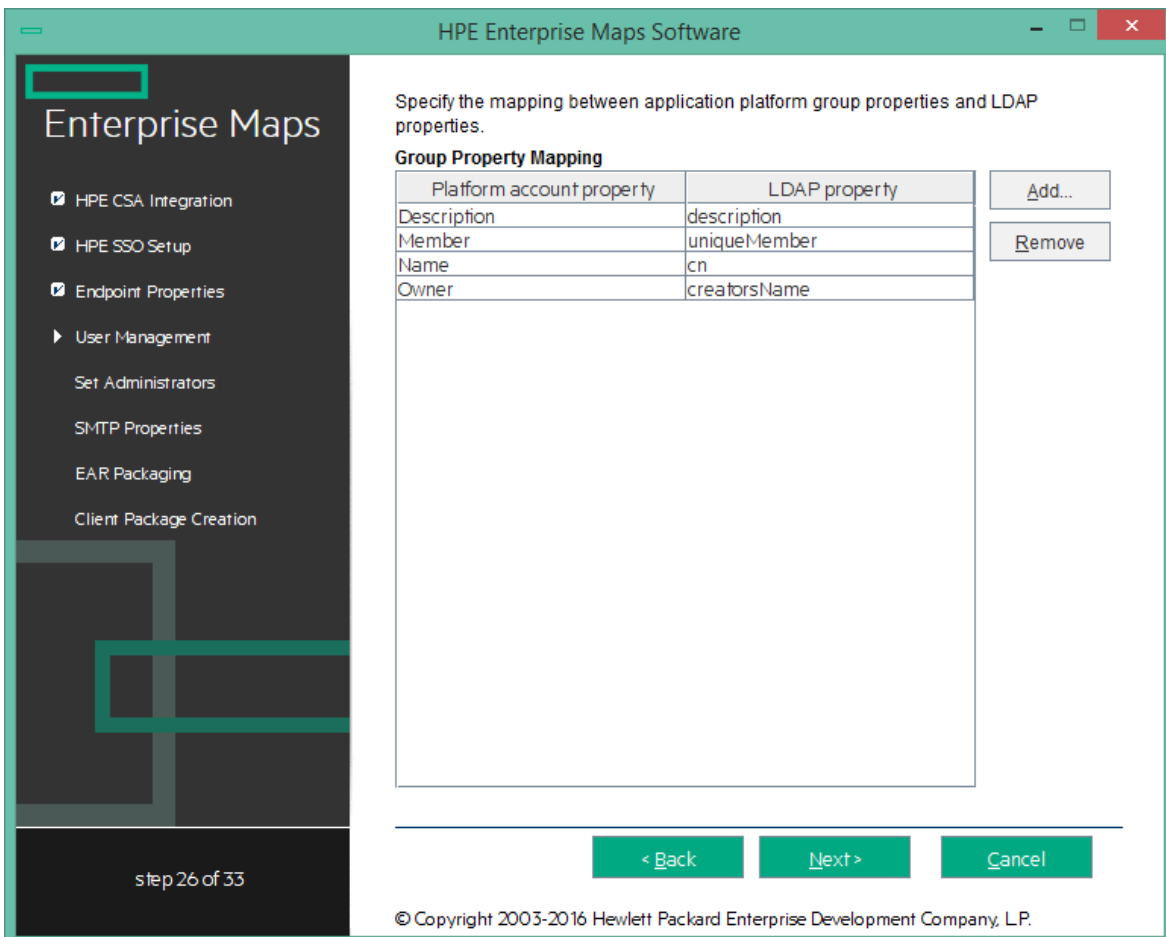 HPE Enterprise Maps Software
Enterprise Maps
HPE CSA Integration
HPE SSO Setup
Endpoint Properties
User Management
Set Administrators
SMTP Properties
EAR Packaging
Client Package Creation
step 26 of 33
Specify the mapping between application platform group properties and LDAP
properties.
Group Property Mapping
Platform account property LDAP property
Description description
Member uniqueMember
Name cn
Owner creatorsName
Add...
Remove
< Back Next > Cancel
© Copyright 2003-2016 Hewlett Packard Enterprise Development Company, L.P.